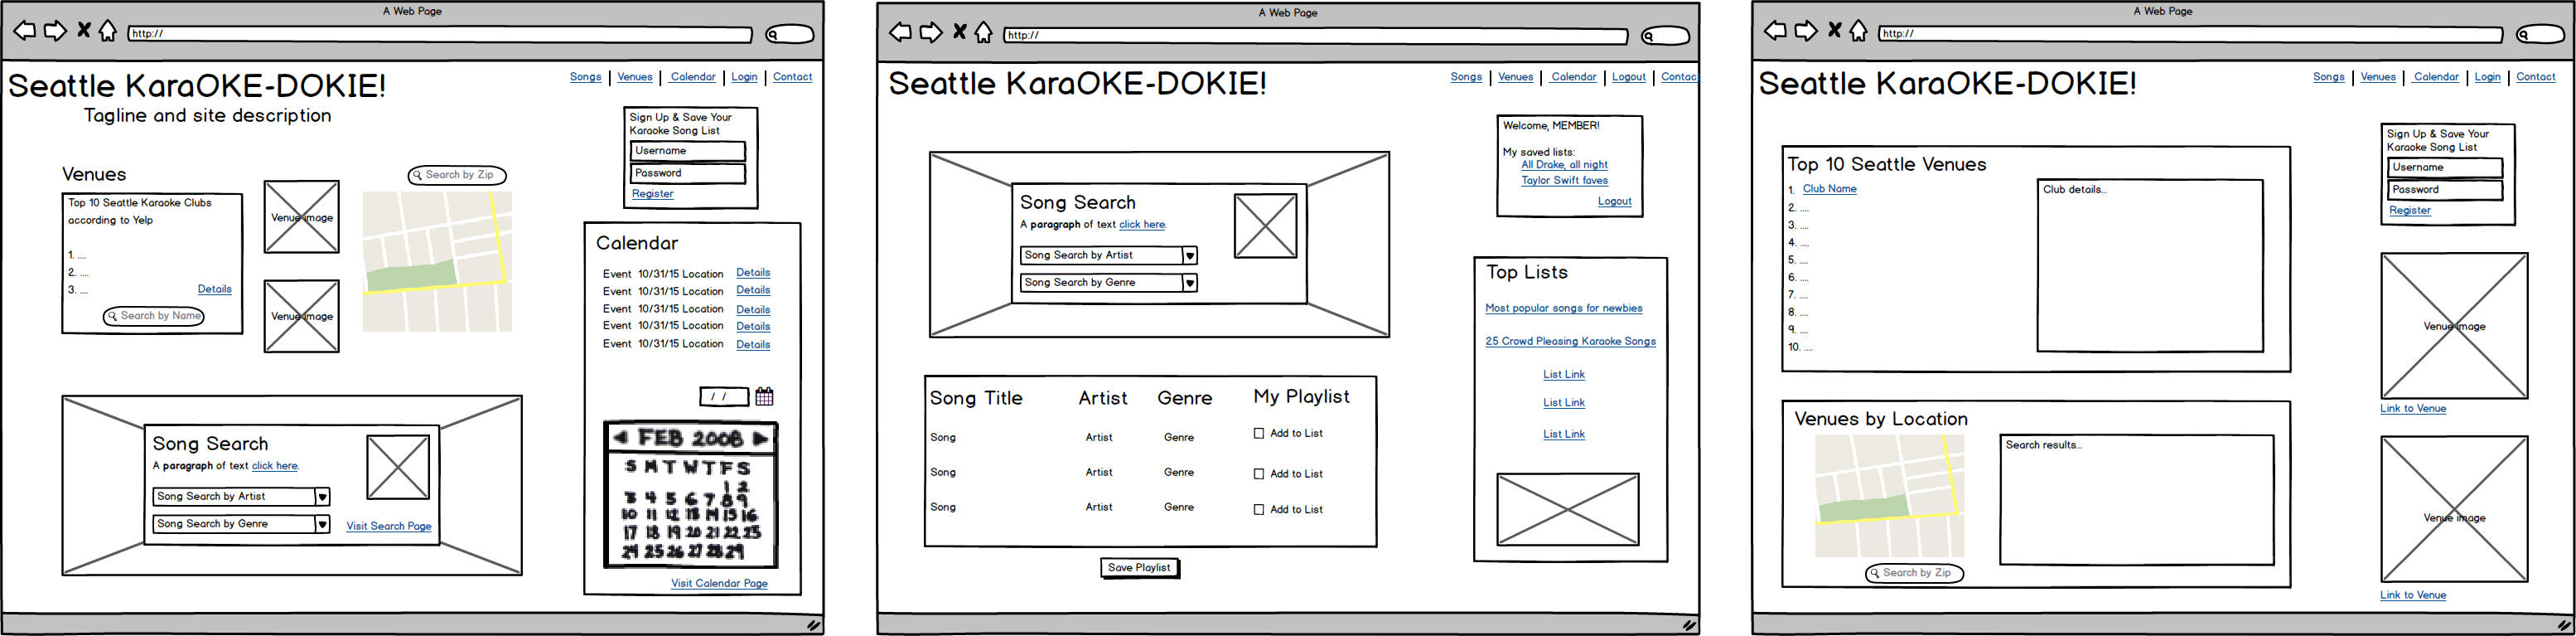 A Web Page
http://
Seattle KaraOKE-DOKIE!
Songs | Venues | Calendar | Login | Contact
Tagline and site description
Sign Up & Save Your
Karaoke Song List
Username
Password
Register
Venues
Top 10 Seattle Karaoke Clubs
according to Yelp
1. ....
2. ....
3. ....
Details
Search by Name
Venue image
Venue image
Search by Zip
Calendar
Event 10/31/15 Location Details
Event 10/31/15 Location Details
Event 10/31/15 Location Details
Event 10/31/15 Location Details
Event 10/31/15 Location Details
/ /
FEB 2008
S M T W T F S
1 2
3 4 5 6 7 8 9
10 11 12 13 14 15 16
17 18 19 20 21 22 23
24 25 26 27 28 29
Visit Calendar Page
Song Search
A paragraph of text click here.
Song Search by Artist
Song Search by Genre
Visit Search Page
A Web Page
http://
Seattle KaraOKE-DOKIE!
Songs | Venues | Calendar | Logout | Contac
Welcome, MEMBER!
My saved lists:
All Drake, all night
Taylor Swift faves
Logout
Song Search
A paragraph of text click here.
Song Search by Artist
Song Search by Genre
Top Lists
Most popular songs for newbies
25 Crowd Pleasing Karaoke Songs
List Link
List Link
List Link
Song Title Artist Genre My Playlist
Song Artist Genre Add to List
Song Artist Genre Add to List
Song Artist Genre Add to List
Save Playlist
A Web Page
http://
Seattle KaraOKE-DOKIE!
Songs | Venues | Calendar | Login | Contact
Sign Up & Save Your
Karaoke Song List
Username
Password
Register
Top 10 Seattle Venues
1. Club Name
2. ....
3. ....
4. ....
5. ....
6. ....
7. ....
8. ....
9. ....
10. ....
Club details...
Venue image
Link to Venue
Venues by Location
Search by Zip
Search results...
Venue image
Link to Venue